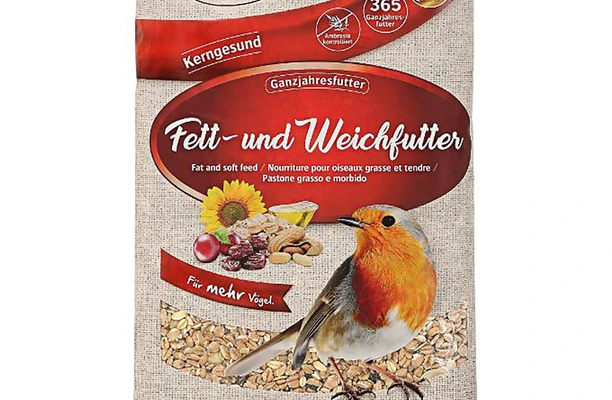 Kerngesund
Ambrosia
kontrolliert
365
Ganzjahres-
futter
Ganzjahresfutter
Fett- und Weichfutter
Fat and soft feed / Nourriture pour oiseaux grasse et tendre /
Pastone grasso e morbido
Für mehr Vögel.